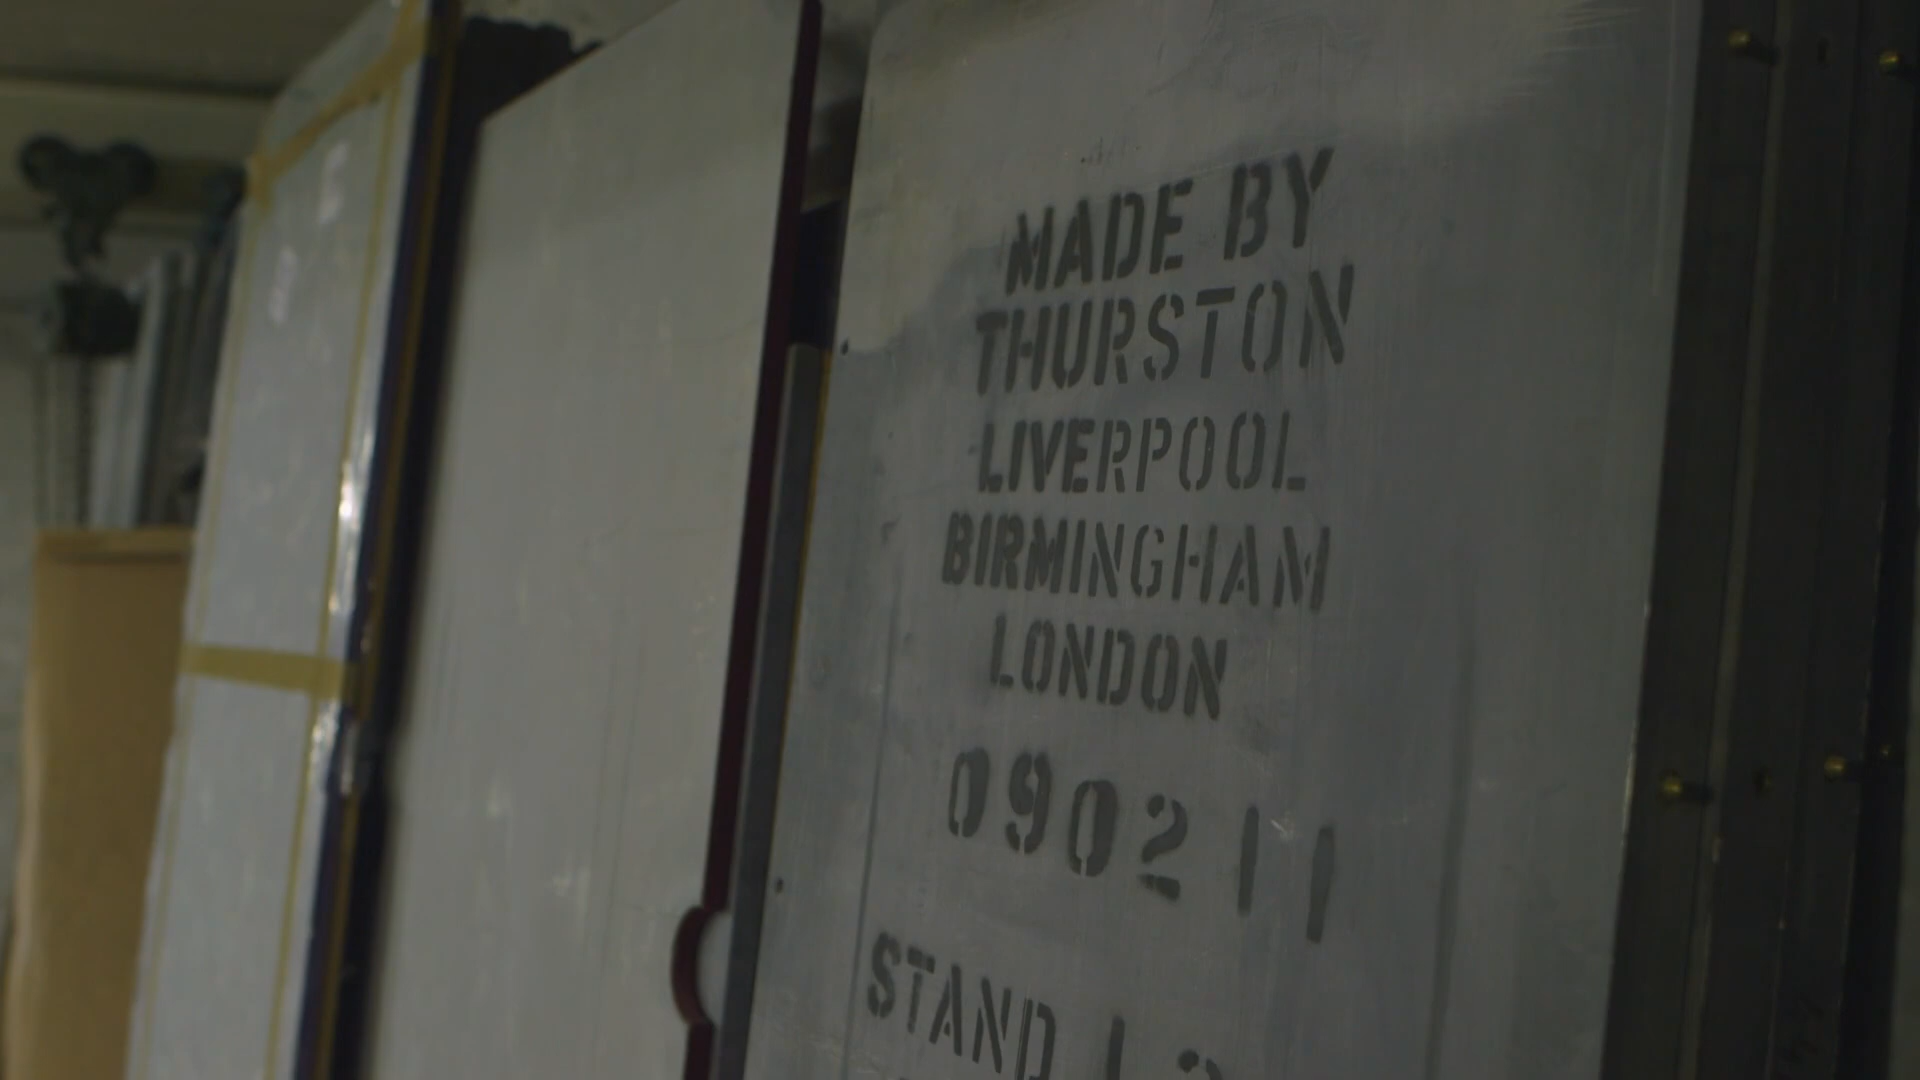 MADE BY
THURSTON
LIVERPOOL
BIRMINGHAM
LONDON
090211
STAND